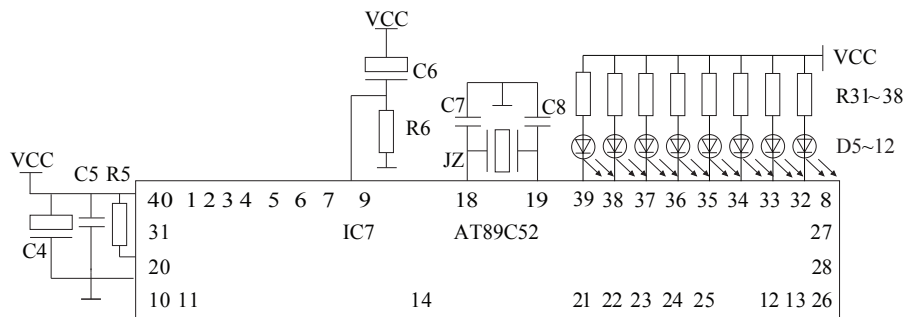 VCC
VCC
C6
C7
C8
R31~38
R6
JZ
D5~12
VCC
C5 R5
C4
40 1 2 3 4 5 6 7 9 18 19 39 38 37 36 35 34 33 32 8
31 IC7 AT89C52 27
20 28
10 11 14 21 22 23 24 25 12 13 26